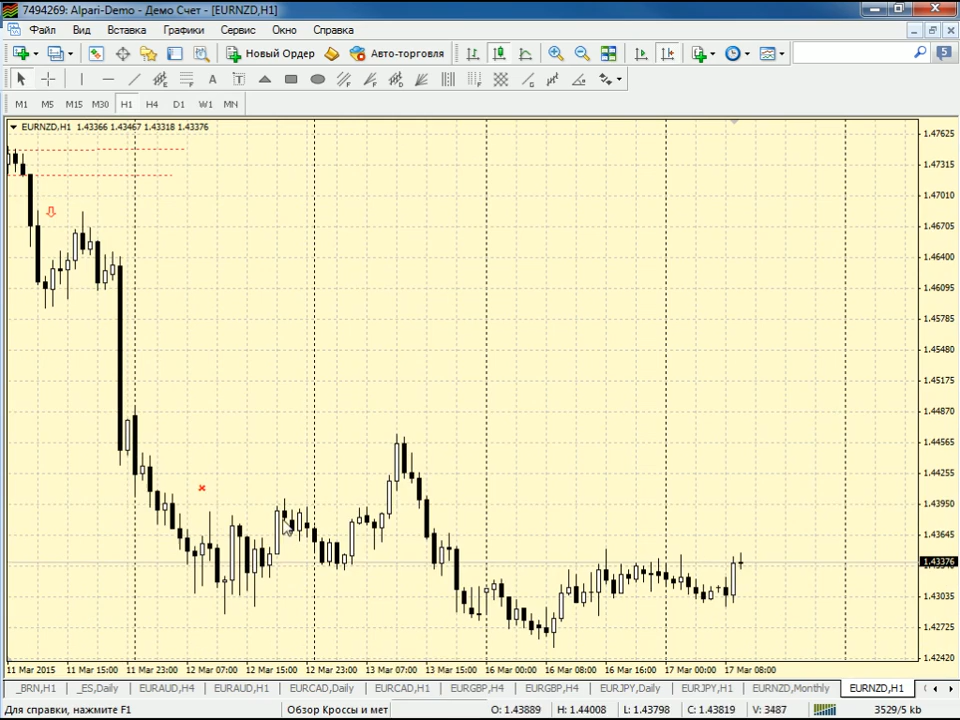 7494269: Alpari-Demo - Демо Счет - [EURNZD,H1]
Файл Вид Вставка Графики Сервис Окно Справка
Новый Ордер Авто-торговля 5
A T
M1 M5 M15 M30 H1 H4 D1 W1 MN
EURNZD,H1 1.43366 1.43467 1.43318 1.43376
1.47625
1.47315
1.47010
1.46705
1.46400
1.46095
1.45785
1.45480
1.45175
1.44870
1.44565
1.44255
1.43950
1.43645
1.43376
1.43035
1.42725
1.42420
11 Mar 2015 11 Mar 15:00 11 Mar 23:00 12 Mar 07:00 12 Mar 15:00 12 Mar 23:00 13 Mar 07:00 13 Mar 15:00 16 Mar 00:00 16 Mar 08:00 16 Mar 16:00 17 Mar 00:00 17 Mar 08:00
_BRN,H1 _ES,Daily EURAUD,H4 EURAUD,H1 EURCAD,Daily EURCAD,H1 EURGBP,H4 EURGBP,H4 EURJPY,Daily EURJPY,H1 EURNZD,Monthly EURNZD,H1
Для справки, нажмите F1 Обзор Кроссы и мет O: 1.43889 H: 1.44008 L: 1.43798 C: 1.43819 V: 3487 3529/5 kb